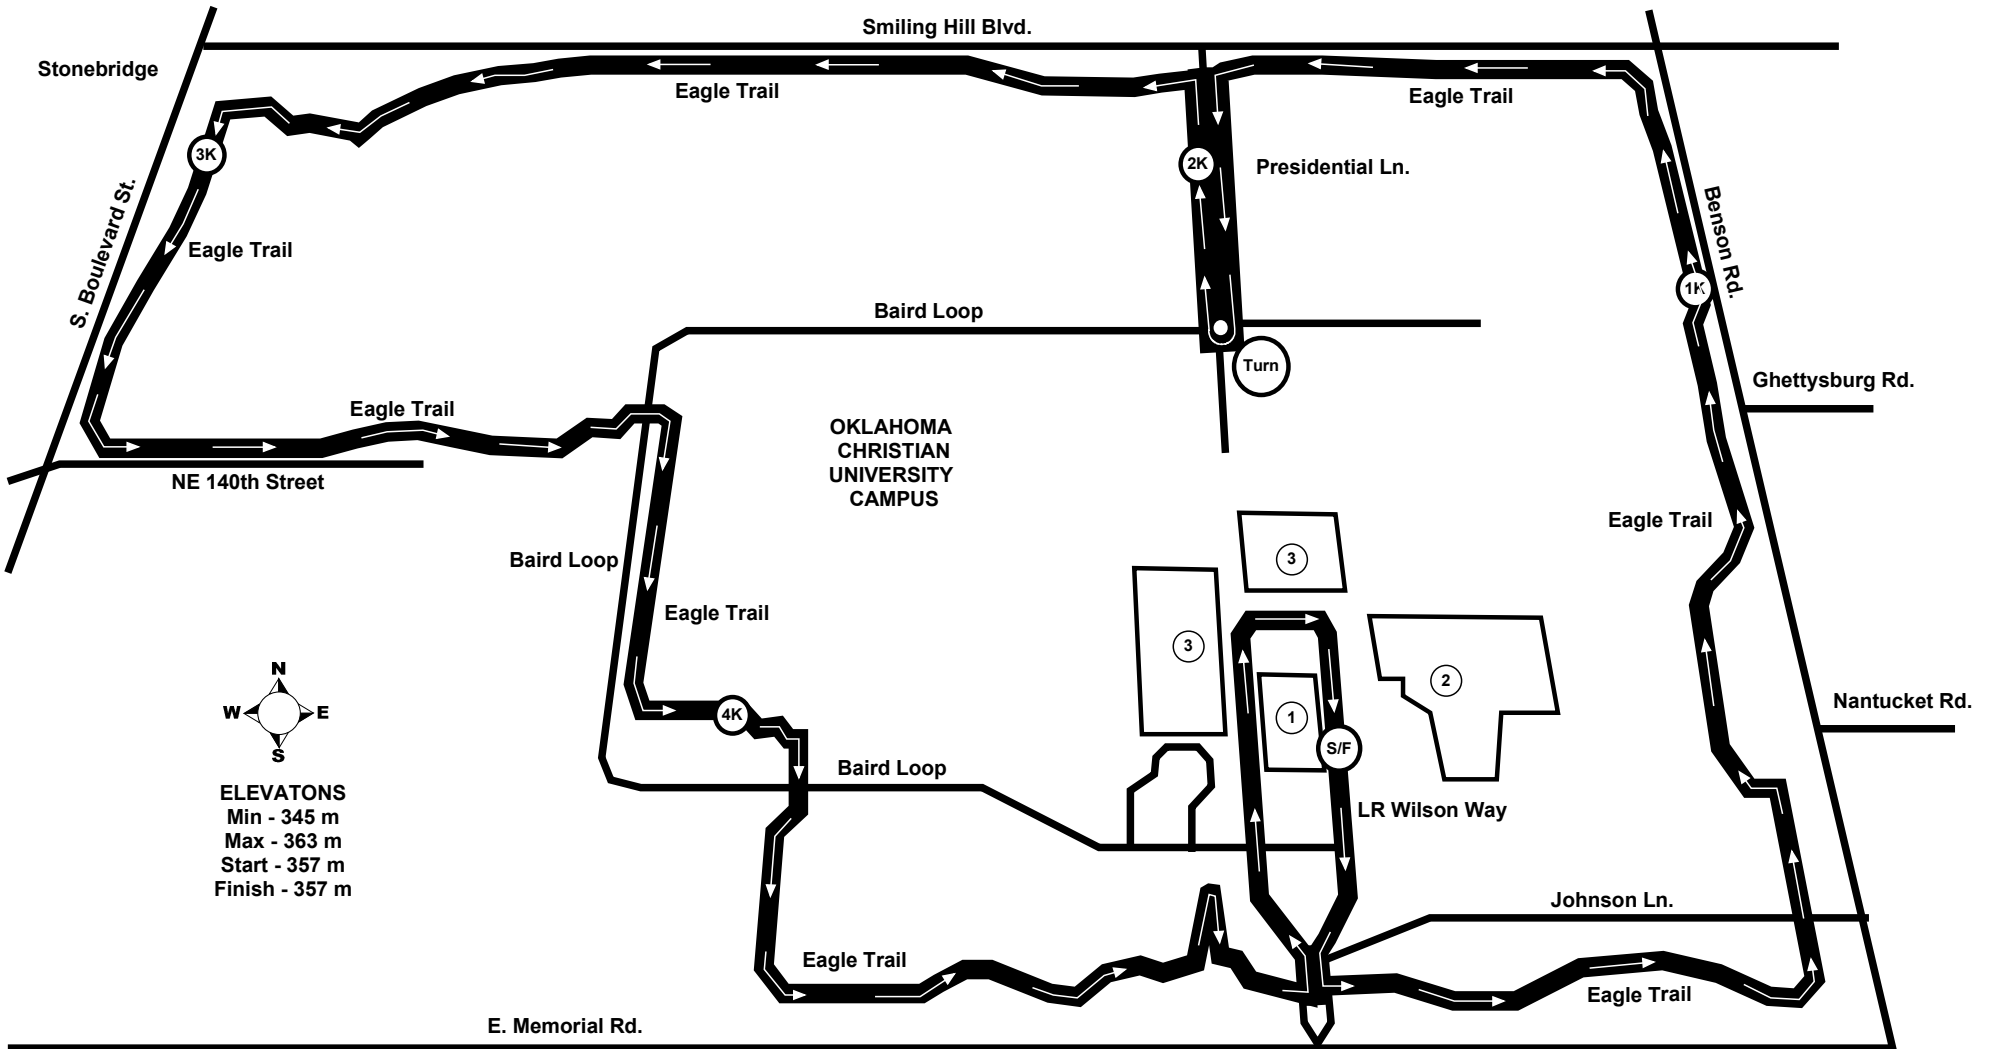 Smiling Hill Blvd.
Stonebridge
Eagle Trail
Eagle Trail
3K
2K
Presidential Ln.
S. Boulevard St.
Benson Rd.
Eagle Trail
1K
Baird Loop
Turn
Ghettysburg Rd.
Eagle Trail
OKLAHOMA
CHRISTIAN
UNIVERSITY
CAMPUS
NE 140th Street
Eagle Trail
Baird Loop
3
Eagle Trail
3
2
N
W E
S
4K
1
S/F
Nantucket Rd.
Baird Loop
LR Wilson Way
ELEVATONS
Min - 345 m
Max - 363 m
Start - 357 m
Finish - 357 m
Johnson Ln.
Eagle Trail
Eagle Trail
E. Memorial Rd.